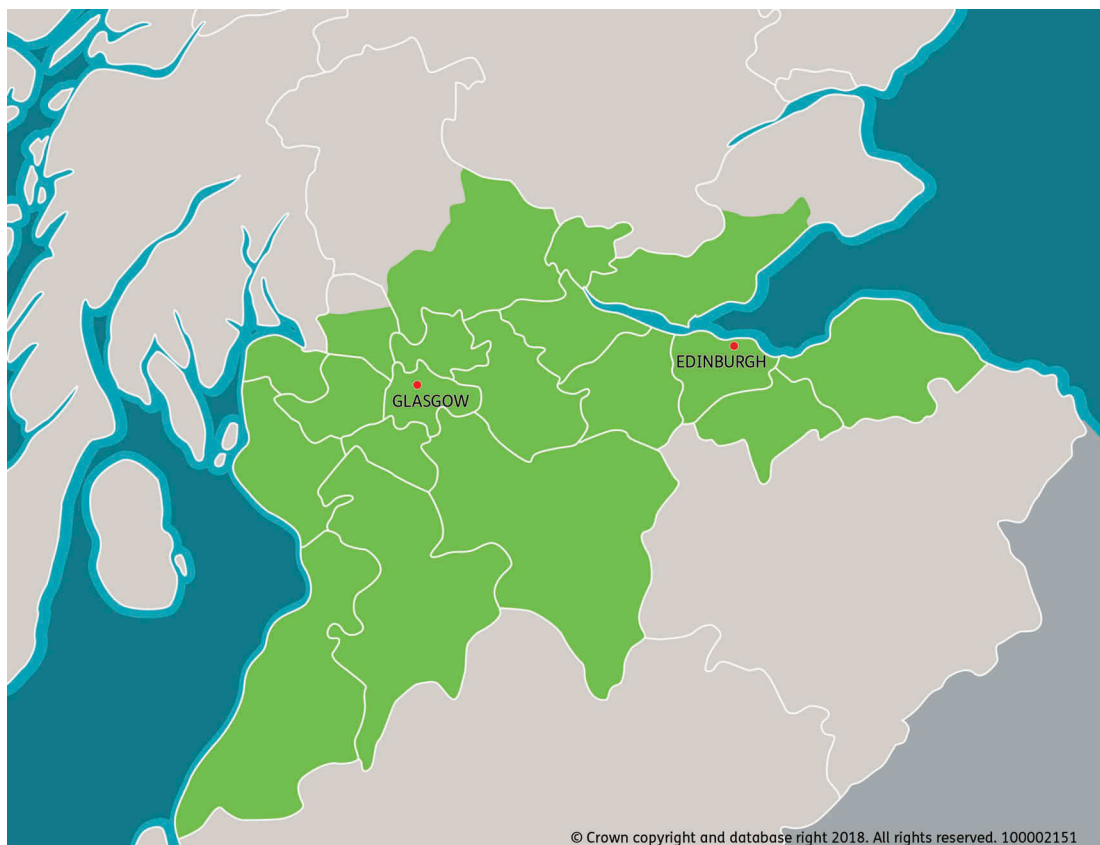 EDINBURGH
GLASGOW
© Crown copyright and database right 2018. All rights reserved. 100002151